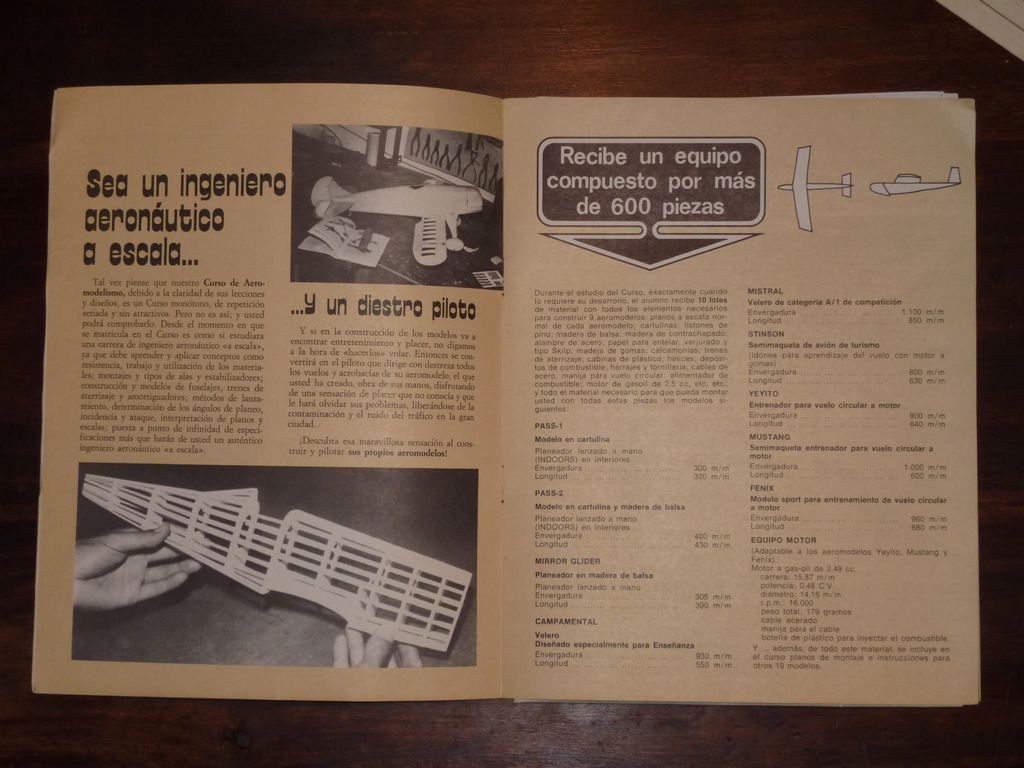 Sea un ingeniero
aeronáutico
a escala...
Tal vez piense que nuestro Curso de Aero-
modelismo, debido a la claridad de sus lecciones
y diseños, es un Curso monótono, de repetición
seriada y sin atractivos. Pero no es así; y usted
podrá comprobarlo. Desde el momento en que
se matricula en el Curso es como si estudiara
una carrera de ingeniero aeronáutico «a escala»,
ya que debe aprender y aplicar conceptos como
resistencia, trabajo y utilización de los materia-
les; montajes y tipos de alas y estabilizadores;
construcción y modelos de fuselajes, trenes de
aterrizaje y amortiguadores; métodos de lanza-
miento, determinación de los ángulos de planeo,
incidencia y ataque, interpretación de planos y
escalas; puesta a punto de infinidad de especi-
ficaciones más que harán de usted un auténtico
ingeniero aeronáutico «a escala».
...Y un diestro piloto
Y si en la construcción de los modelos va a
encontrar entretenimiento y placer, no digamos
a la hora de «hacerlos» volar. Entonces se con-
vertirá en el piloto que dirige con destreza todos
los vuelos y acrobacias de su aeromodelo, el que
usted ha creado, obra de sus manos, disfrutando
de una sensación de placer que no conocía y que
le hará olvidar sus problemas, liberándose de la
contaminación y el ruido del tráfico en la gran
ciudad.
¡Descubra esa maravillosa sensación al cons-
truir y pilotar sus propios aeromodelos!
Recibe un equipo
compuesto por más
de 600 piezas
Durante el estudio del Curso, exactamente cuando
lo requiere su desarrollo, el alumno recibe 10 lotes
de material con todos los elementos necesarios
para construir 9 aeromodelos; planos a escala nor-
mal de cada aeromodelo; cartulinas; listones de
pino; madera de balsa; madera de contrachapado;
alambre de acero; papel para entelar, verjurado y
tipo Skilp; madeja de gomas; calcomanías; trenes
de aterrizaje; cabinas de plástico; hélices, depósi-
tos de combustible; herrajes y tornillería; cables de
acero; manija para vuelo circular; alimentador de
combustible; motor de gasoil de 2,5 cc, etc, etc.,
y todo el material necesario para que pueda montar
usted con todas estas piezas los modelos si-
guientes:
PASS-1
Modelo en cartulina
Planeador lanzado a mano
(INDOORS) en interiores.
Envergadura 300 m/m
Longitud 320 m/m
PASS-2
Modelo en cartulina y madera de balsa
Planeador lanzado a mano
(INDOORS) en interiores
Envergadura 400 m/m
Longitud 430 m/m
MIRROR GLIDER
Planeador en madera de balsa
Planeador lanzado a mano
Envergadura 305 m/m
Longitud 390 m/m
CAMPAMENTAL
Velero
Diseñado especialmente para Enseñanza
Envergadura 930 m/m
Longitud 550 m/m
MISTRAL
Velero de categoría A/1 de competición
Envergadura 1.100 m/m
Longitud 850 m/m
STINSON
Semimaqueta de avión de turismo
(Idónea para aprendizaje del vuelo con motor a
gomas)
Envergadura 800 m/m
Longitud 630 m/m
YEYITO
Entrenador para vuelo circular a motor
Envergadura 900 m/m
Longitud 640 m/m
MUSTANG
Semimaqueta entrenador para vuelo circular a
motor
Envergadura 1.000 m/m
Longitud 600 m/m
FENIX
Modelo sport para entrenamiento de vuelo circular
a motor
Envergadura 960 m/m
Longitud 680 m/m
EQUIPO MOTOR
(Adaptable a los aeromodelos Yeyito, Mustang y
Fenix)
Motor a gas-oil de 2,49 cc.
carrera: 15,87 m/m
potencia: 0,48 C.V.
diámetro: 14,16 m/m
r.p.m.: 16.000
peso total: 179 gramos
cable acerado
manija para el cable
botella de plástico para inyectar el combustible.
Y..., además, de todo este material, se incluye en
el curso planos de montaje e instrucciones para
otros 19 modelos.